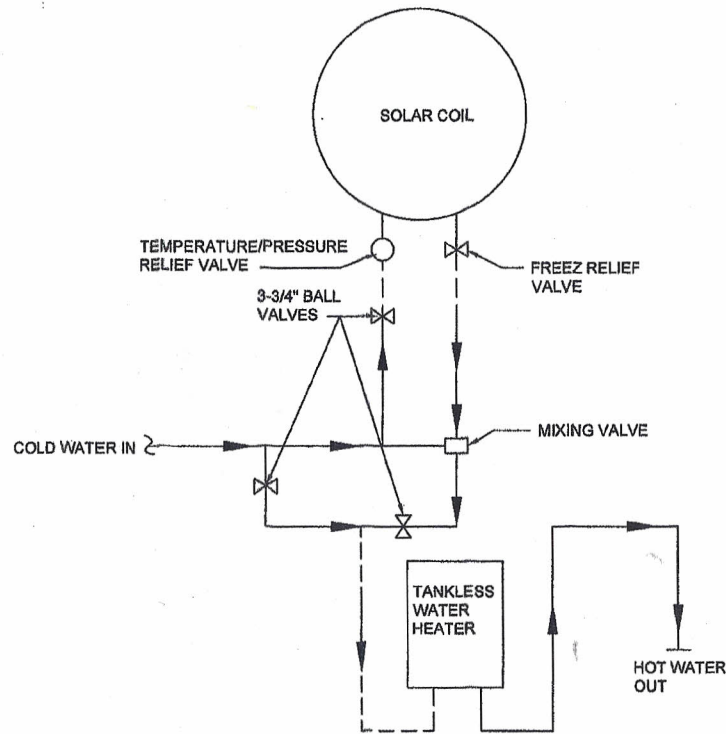 SOLAR COIL
TEMPERATURE/PRESSURE
RELIEF VALVE
FREEZ RELIEF
VALVE
3-3/4" BALL
VALVES
COLD WATER IN
MIXING VALVE
TANKLESS
WATER
HEATER
HOT WATER
OUT